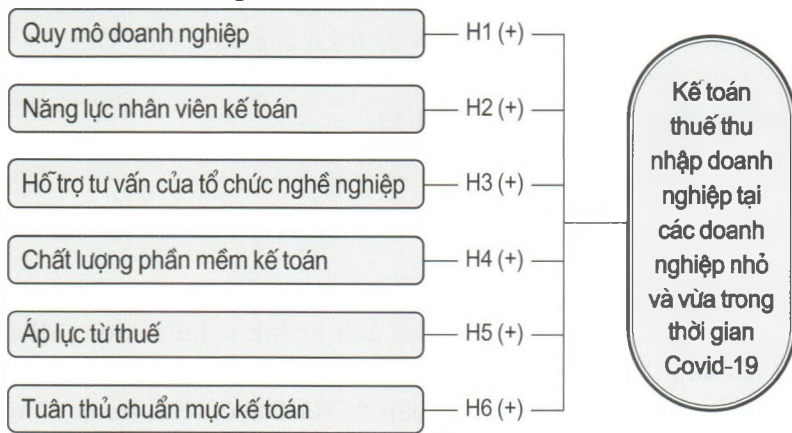 Quy mô doanh nghiệp
H1 (+)
Năng lực nhân viên kế toán
H2 (+)
Hỗ trợ tư vấn của tổ chức nghề nghiệp
H3 (+)
Chất lượng phần mềm kế toán
H4 (+)
Áp lực từ thuế
H5 (+)
Tuân thủ chuẩn mực kế toán
H6 (+)
Kế toán
thuế thu
nhập doanh
nghiệp tại
các doanh
nghiệp nhỏ
và vừa trong
thời gian
Covid-19